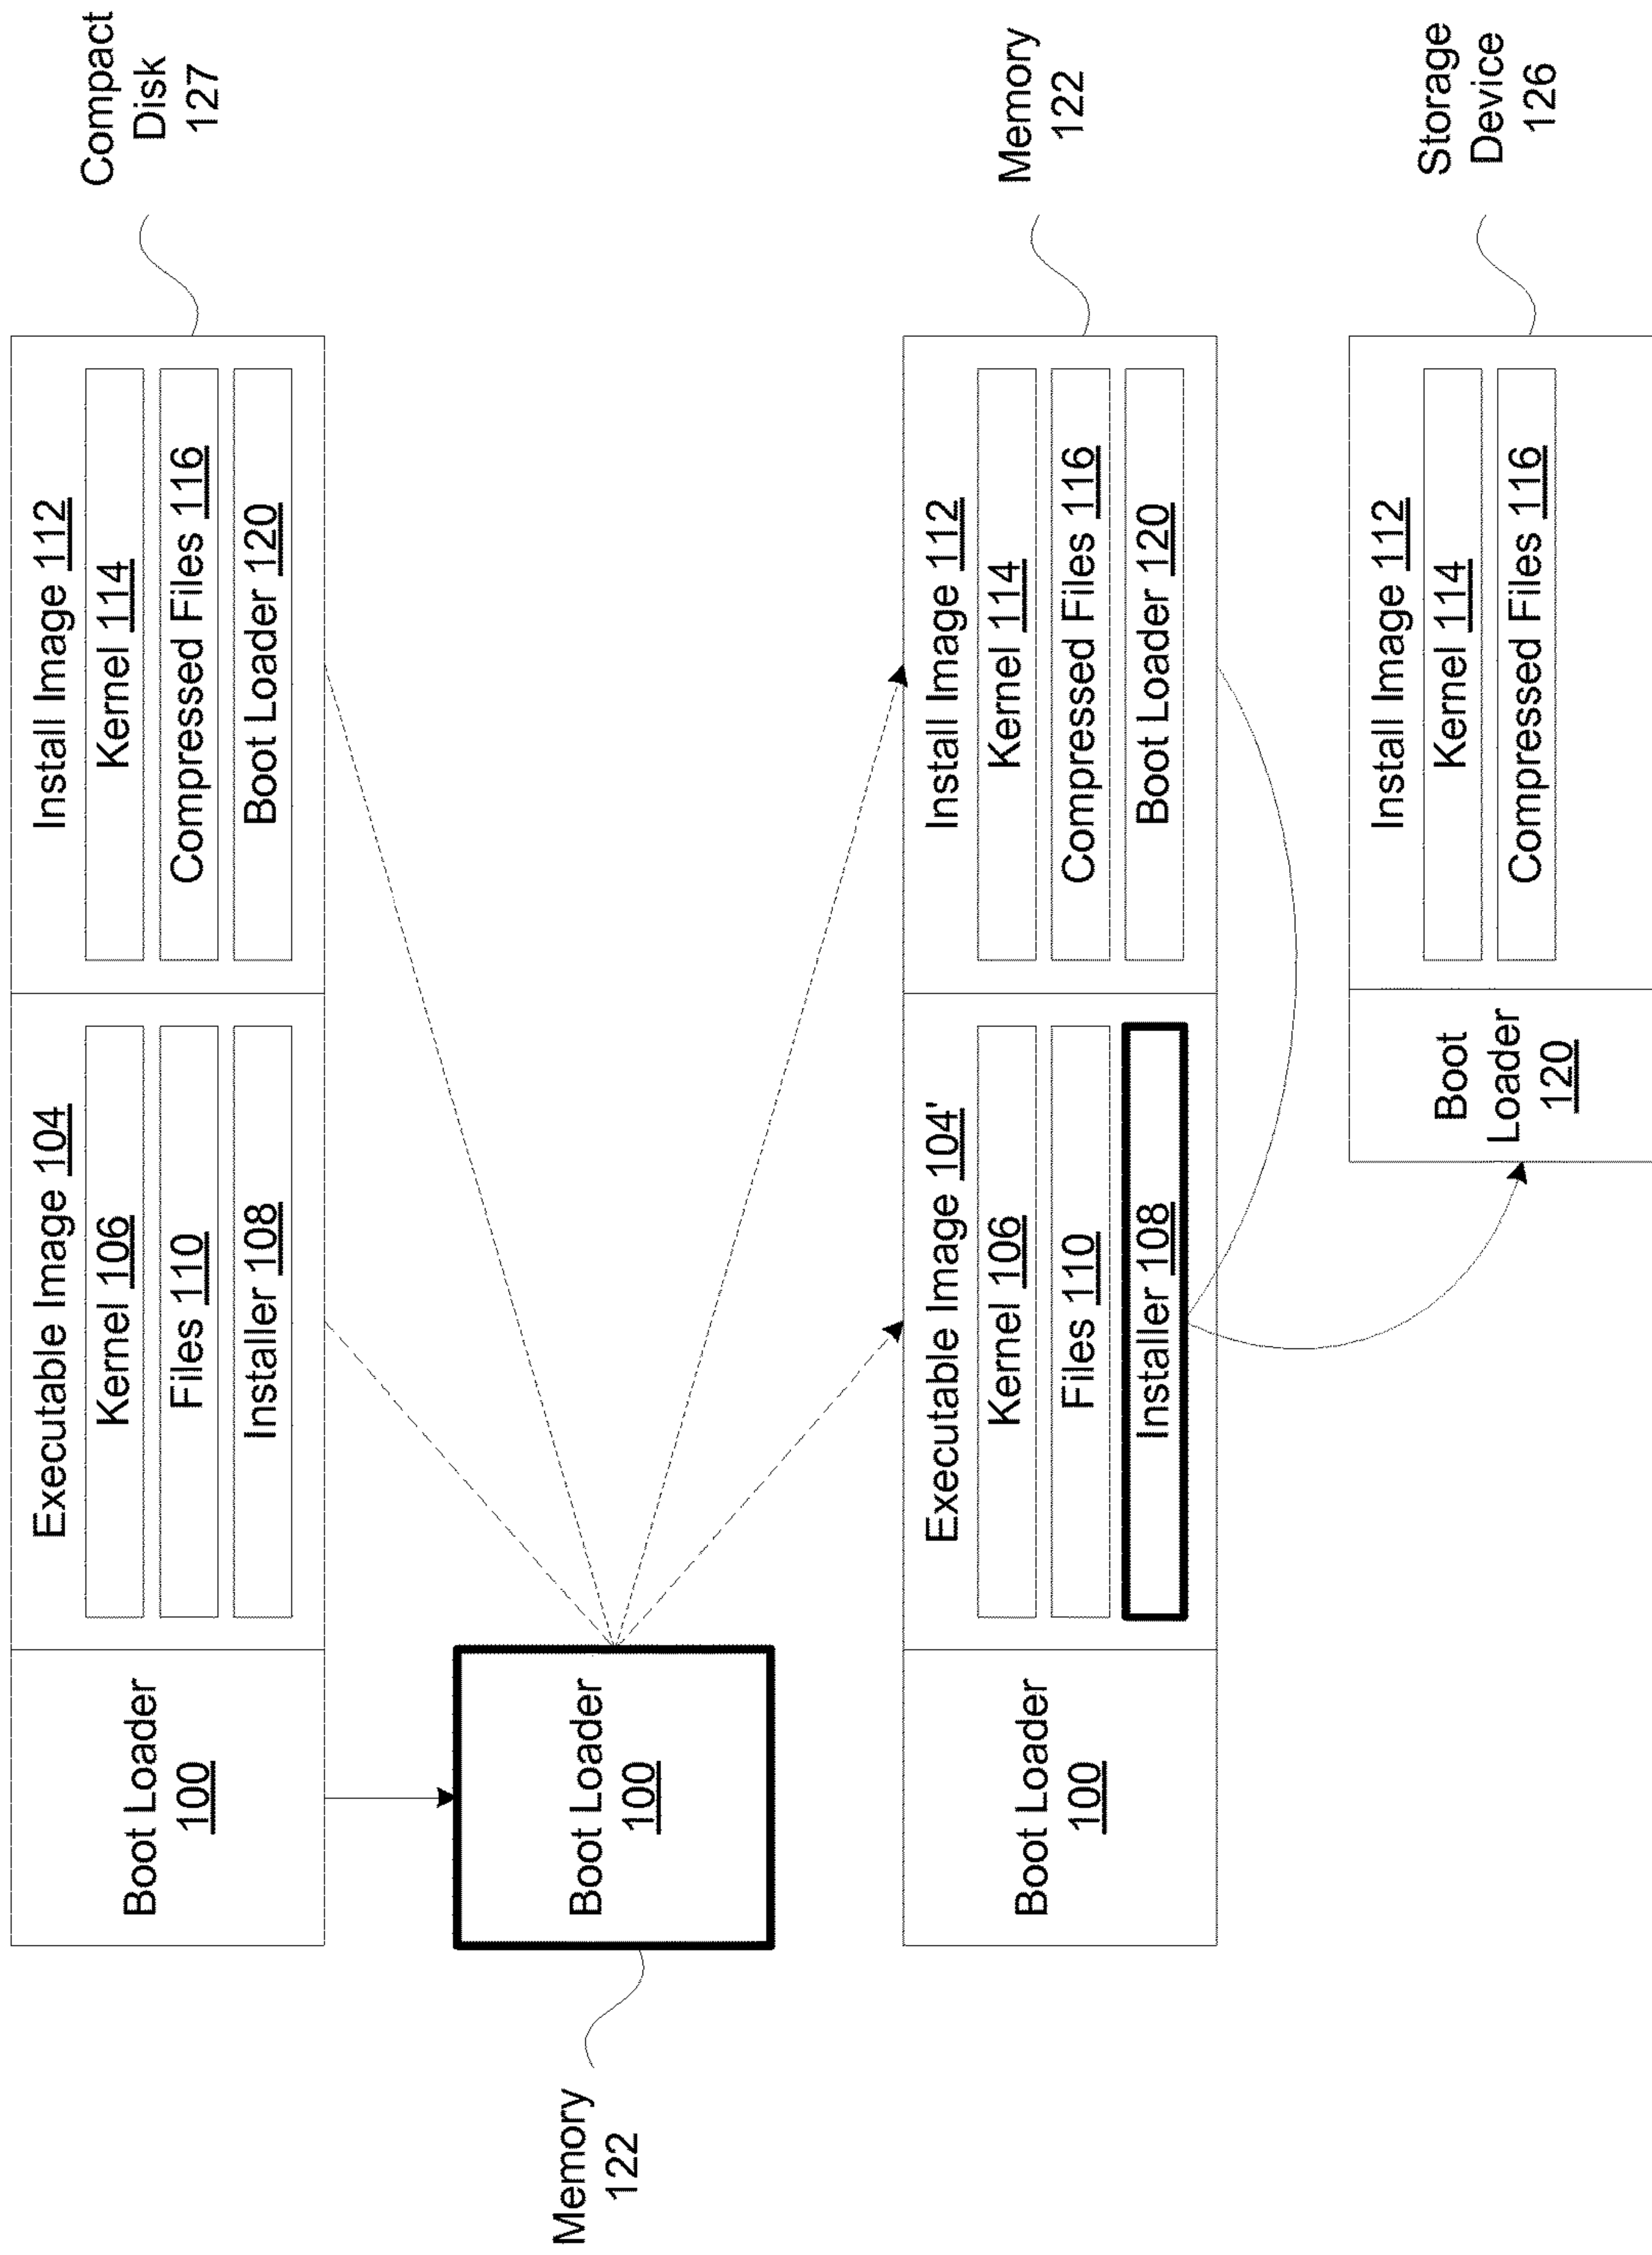 Compact
Disk
127
Boot Loader
100
Executable Image 104
Kernel 106
Files 110
Installer 108
Install Image 112
Kernel 114
Compressed Files 116
Boot Loader 120
Memory
122
Boot Loader
100
Memory
122
Boot Loader
100
Executable Image 104'
Kernel 106
Files 110
Installer 108
Install Image 112
Kernel 114
Compressed Files 116
Boot Loader 120
Storage
Device
126
Boot
Loader
120
Install Image 112
Kernel 114
Compressed Files 116